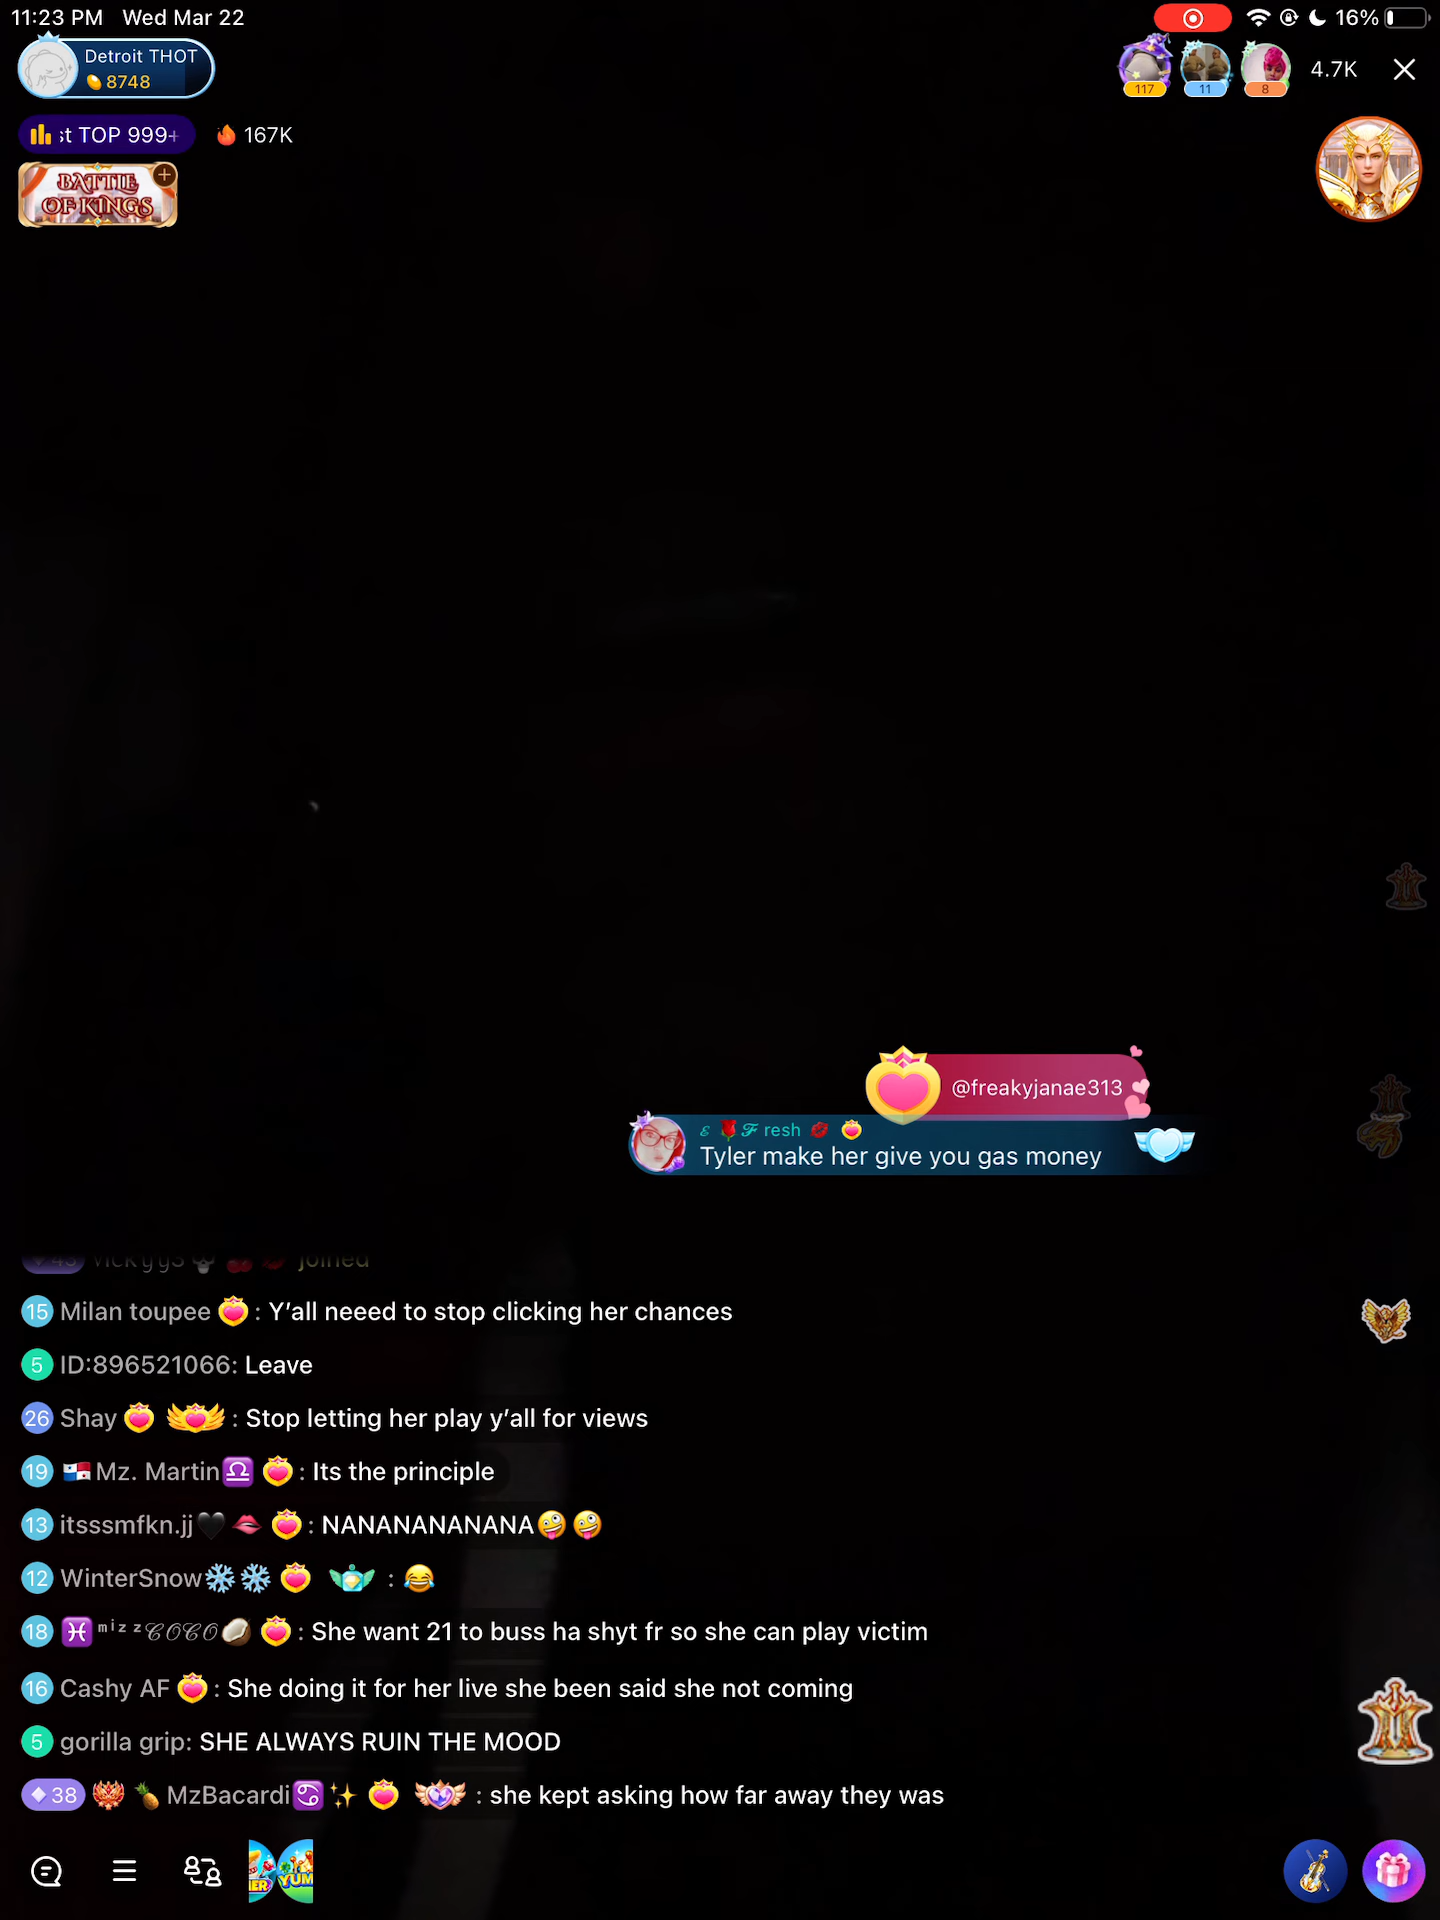 11:23 PM Wed Mar 22
16%
Detroit THOT
8748
117
11
8
4.7K
st TOP 999+
167K
BATTLE
OF KINGS
@freakyjanae313
ℰ 🌹 ℱ resh 💋
Tyler make her give you gas money
joined
15 Milan toupee : Y’all neeed to stop clicking her chances
5 ID:896521066: Leave
26 Shay : Stop letting her play y’all for views
19 🇵🇦Mz. Martin♎ : Its the principle
13 itsssmfkn.jj🖤 🫦 : NANANANANANA🤪🤪
12 WinterSnow❄️❄️ : 😂
18 ♓ᵐⁱᶻᶻ𝒞𝒪𝒞𝒪🥥 : She want 21 to buss ha shyt fr so she can play victim
16 Cashy AF : She doing it for her live she been said she not coming
5 gorilla grip: SHE ALWAYS RUIN THE MOOD
38 🍍 MzBacardi♋✨ : she kept asking how far away they was
YUM